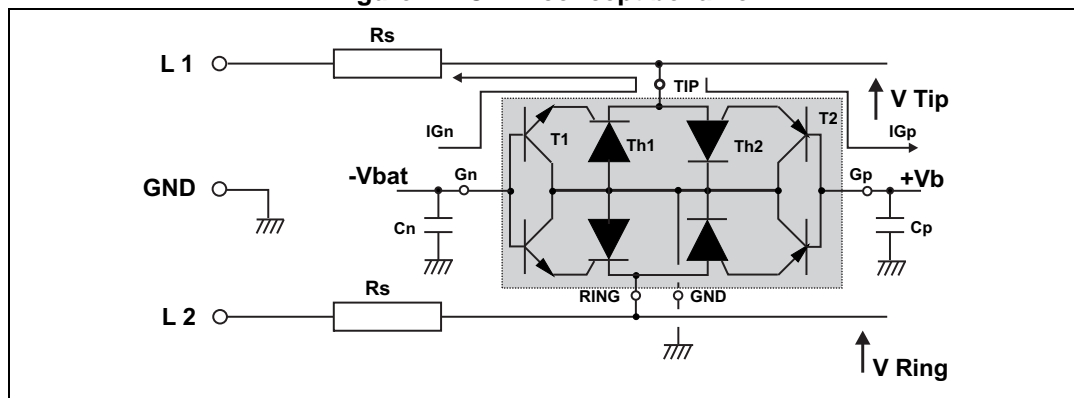 Rs
L 1
TIP
V Tip
IGn
T1
Th1
Th2
T2
IGp
-Vbat
Gn
Gp
+Vb
GND
Cn
Cp
Rs
RING
GND
L 2
V Ring